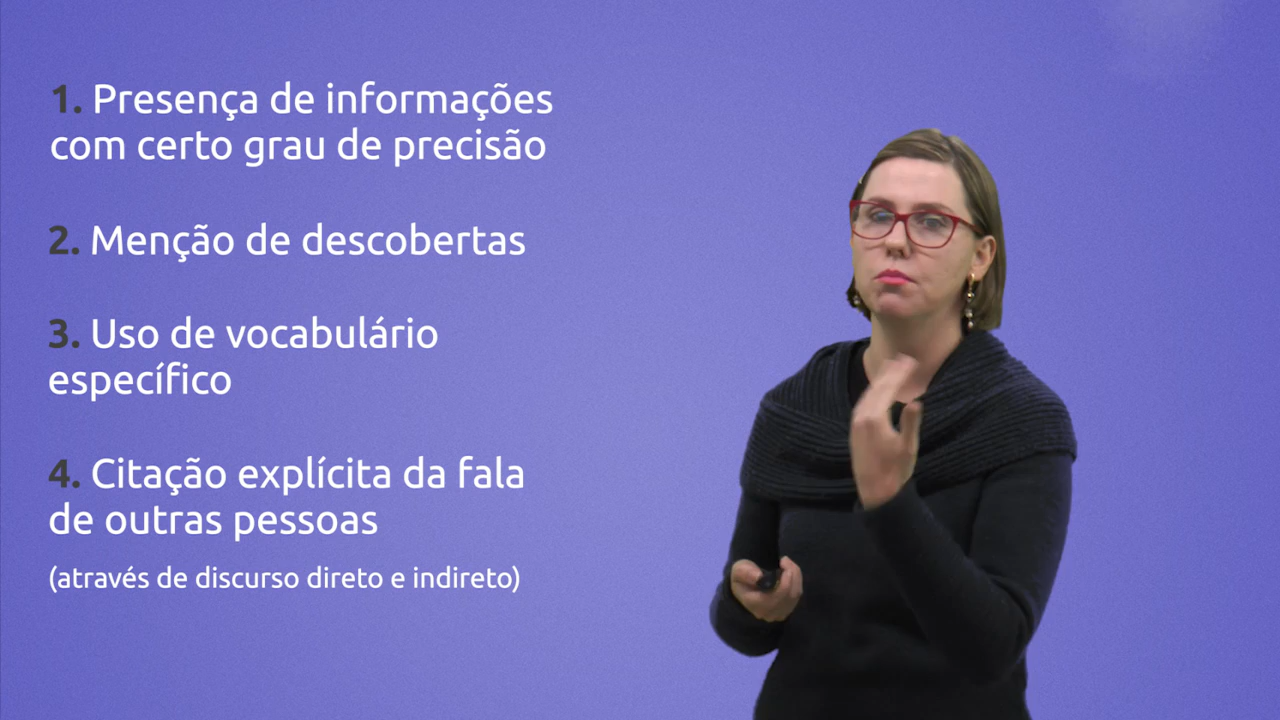 1. Presença de informações
com certo grau de precisão
2. Menção de descobertas
3. Uso de vocabulário
específico
4. Citação explícita da fala
de outras pessoas
(através de discurso direto e indireto)